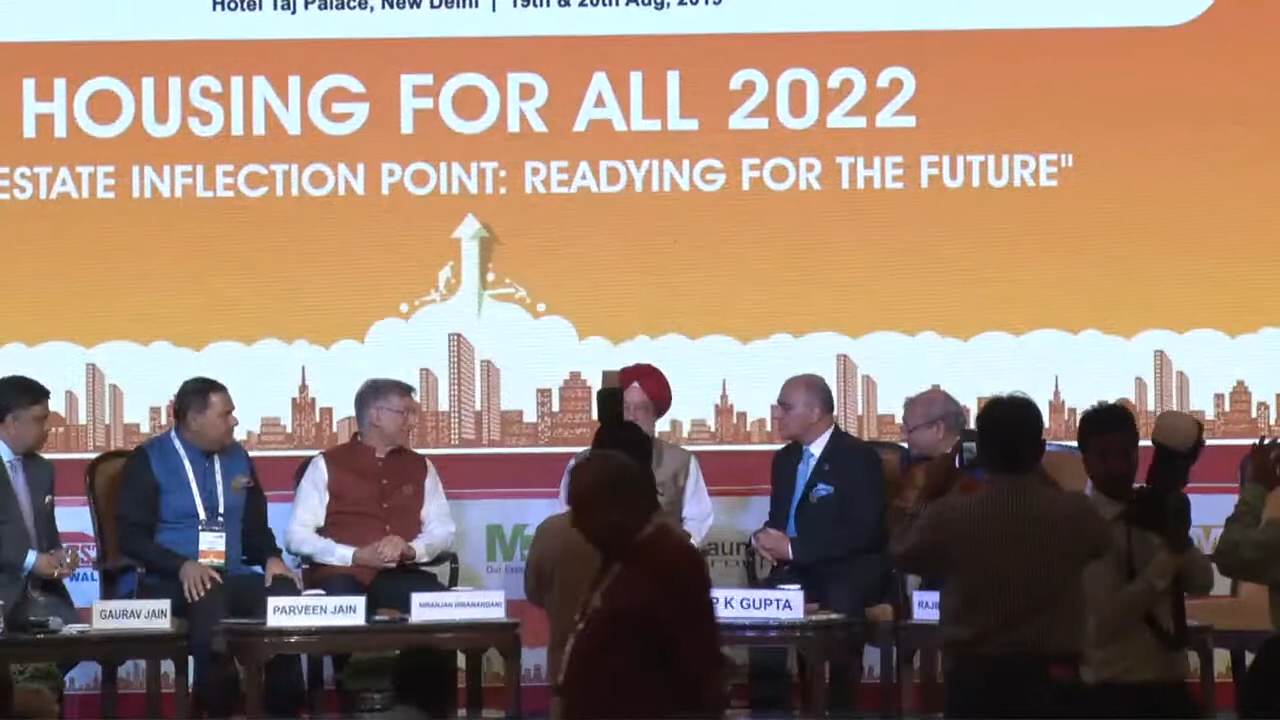 Hotel Taj Palace, New Delhi | 19th & 20th Aug, 2019
HOUSING FOR ALL 2022
ESTATE INFLECTION POINT: READYING FOR THE FUTURE"
WAL
GAURAV JAIN
PARVEEN JAIN
NIRANJAN HIRANANDANI
P K GUPTA